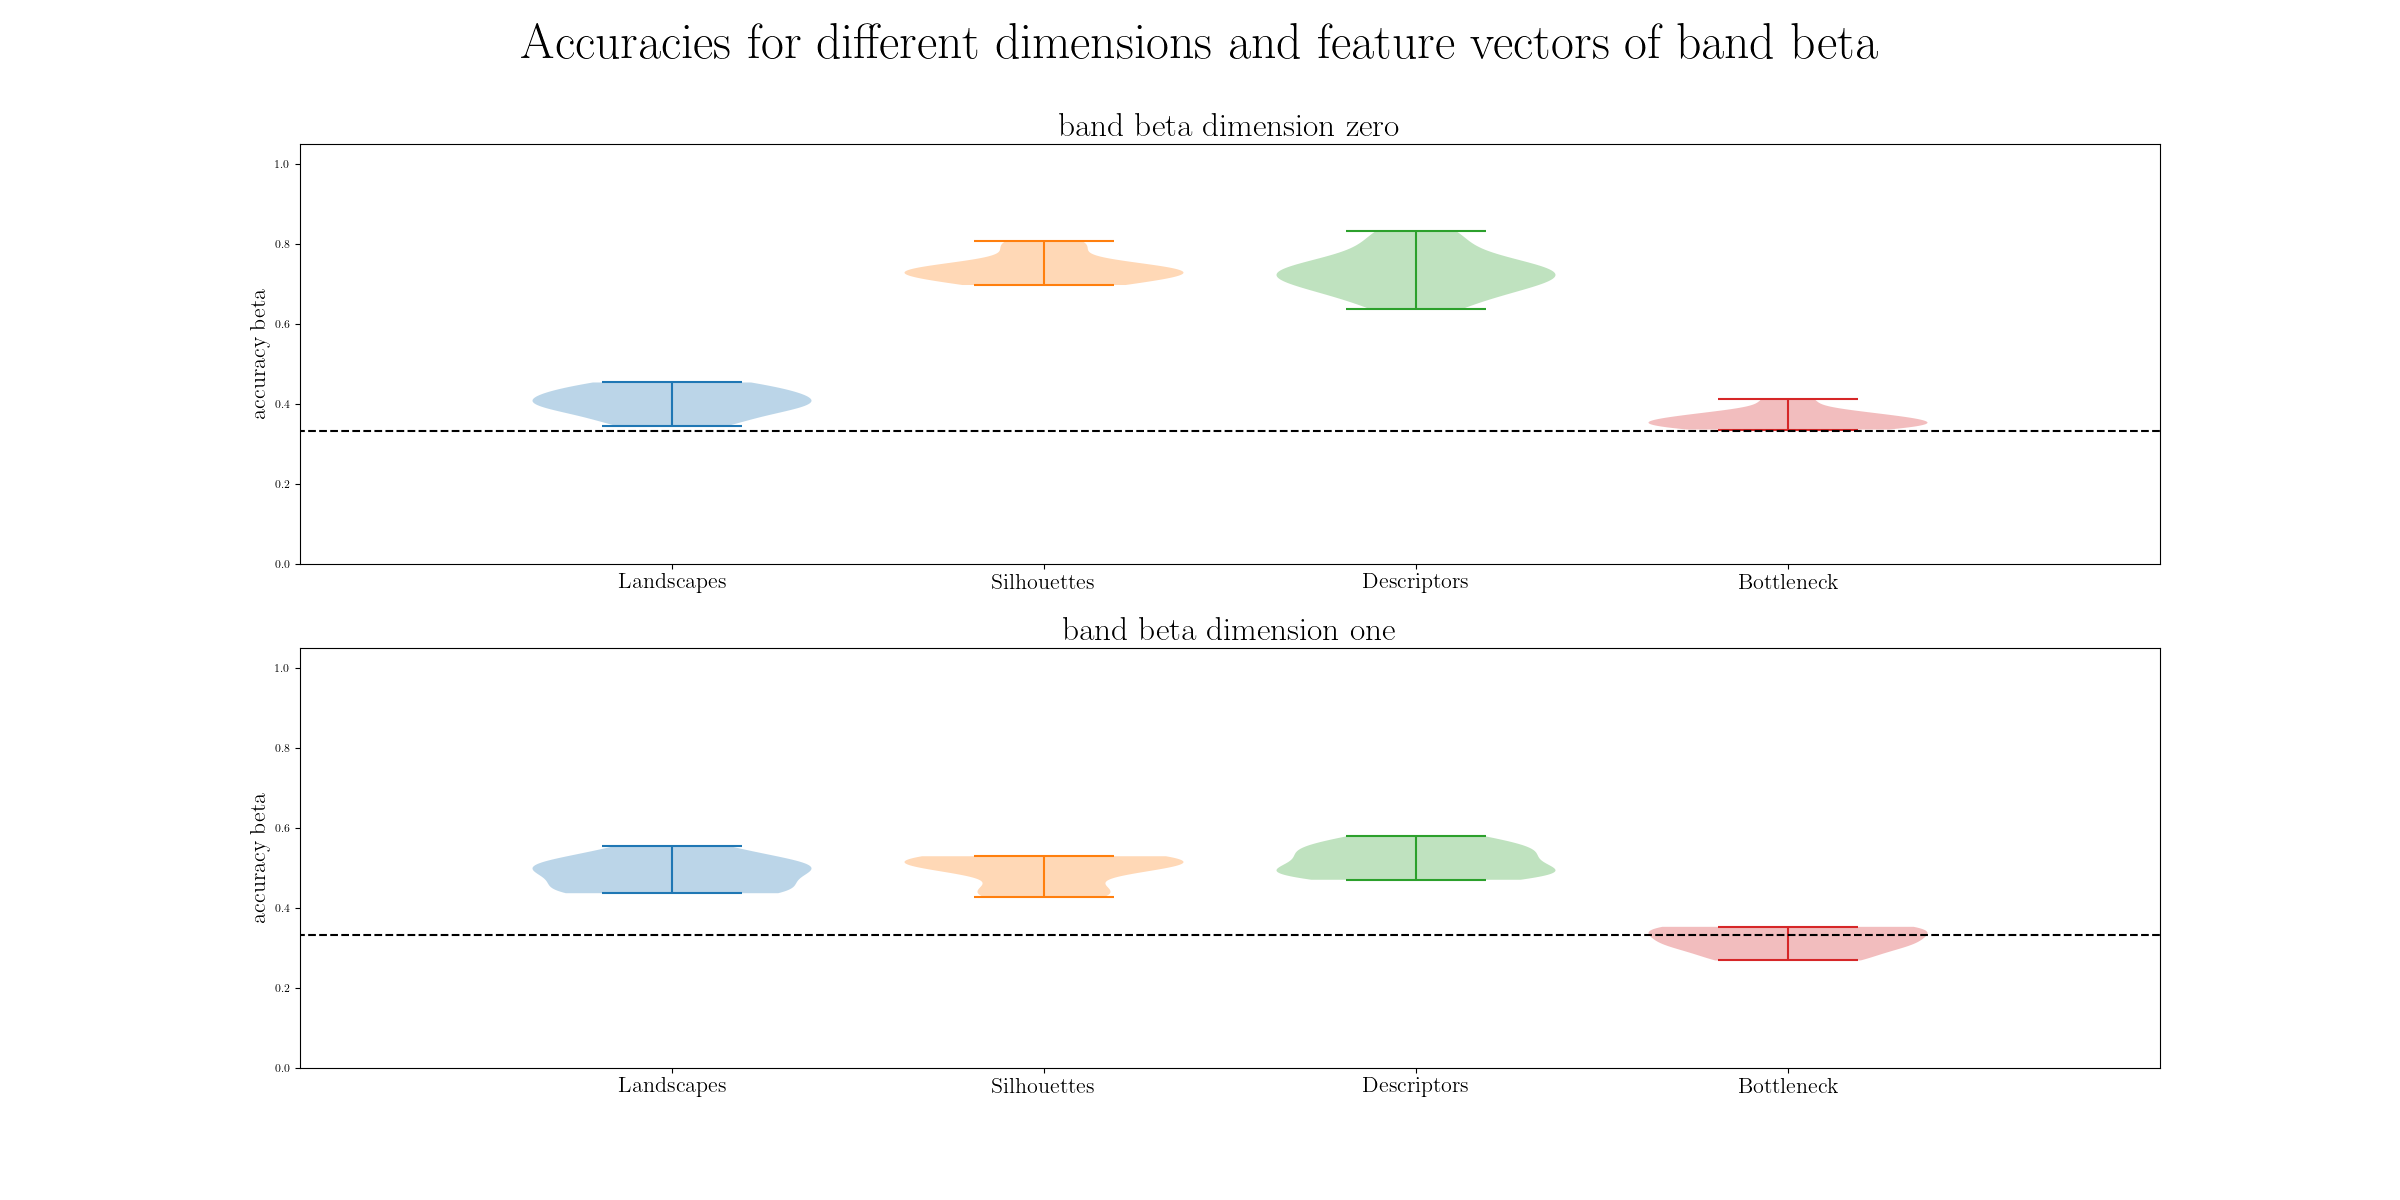 Accuracies for different dimensions and feature vectors of band beta
band beta dimension zero
1.0
0.8
0.6
0.4
0.2
0.0
accuracy beta
Landscapes Silhouettes Descriptors Bottleneck
band beta dimension one
1.0
0.8
0.6
0.4
0.2
0.0
accuracy beta
Landscapes Silhouettes Descriptors Bottleneck